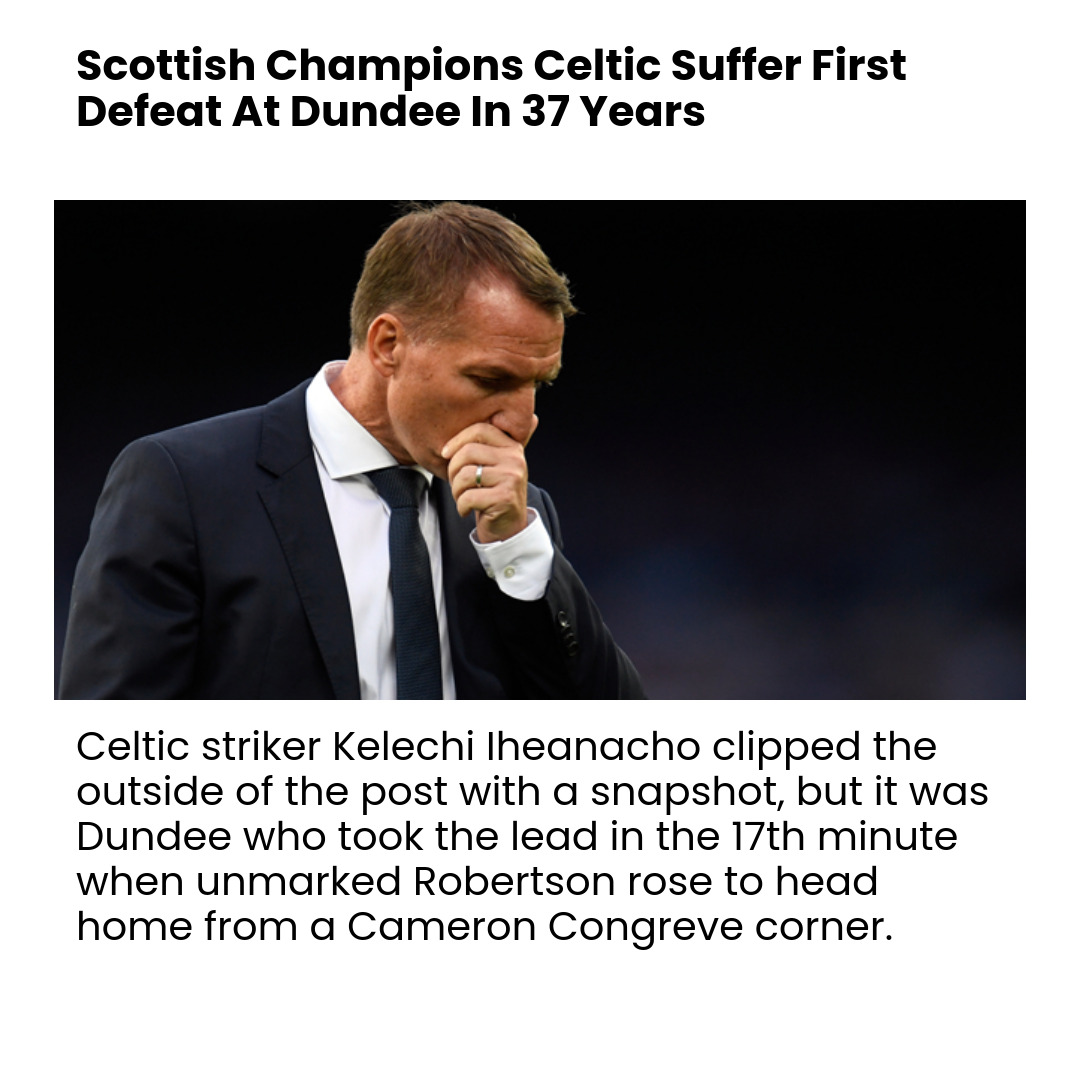 Scottish Champions Celtic Suffer First
Defeat At Dundee In 37 Years
Celtic striker Kelechi Iheanacho clipped the
outside of the post with a snapshot, but it was
Dundee who took the lead in the 17th minute
when unmarked Robertson rose to head
home from a Cameron Congreve corner.